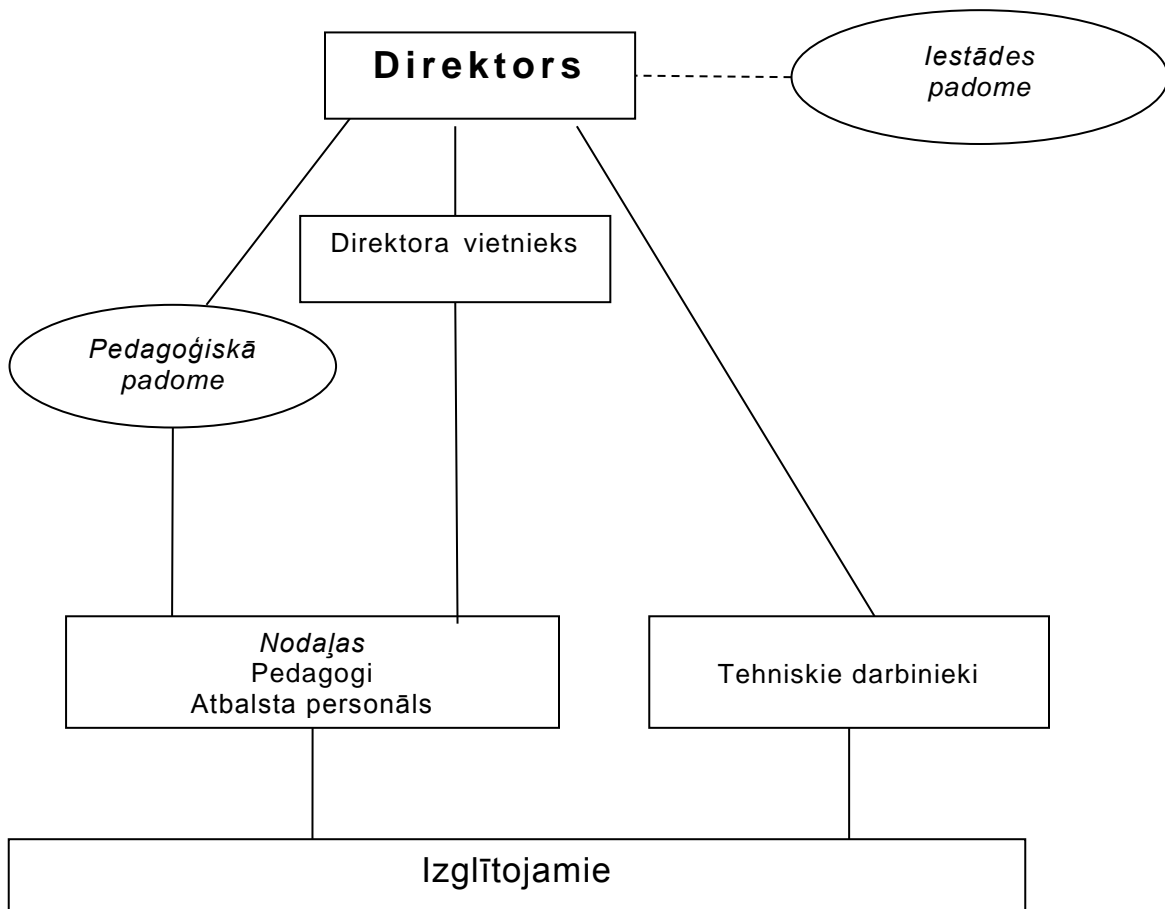 Direktors
Iestādes
padome
Direktora vietnieks
Pedagoģiskā
padome
Nodaļas
Pedagogi
Atbalsta personāls
Tehniskie darbinieki
Izglītojamie